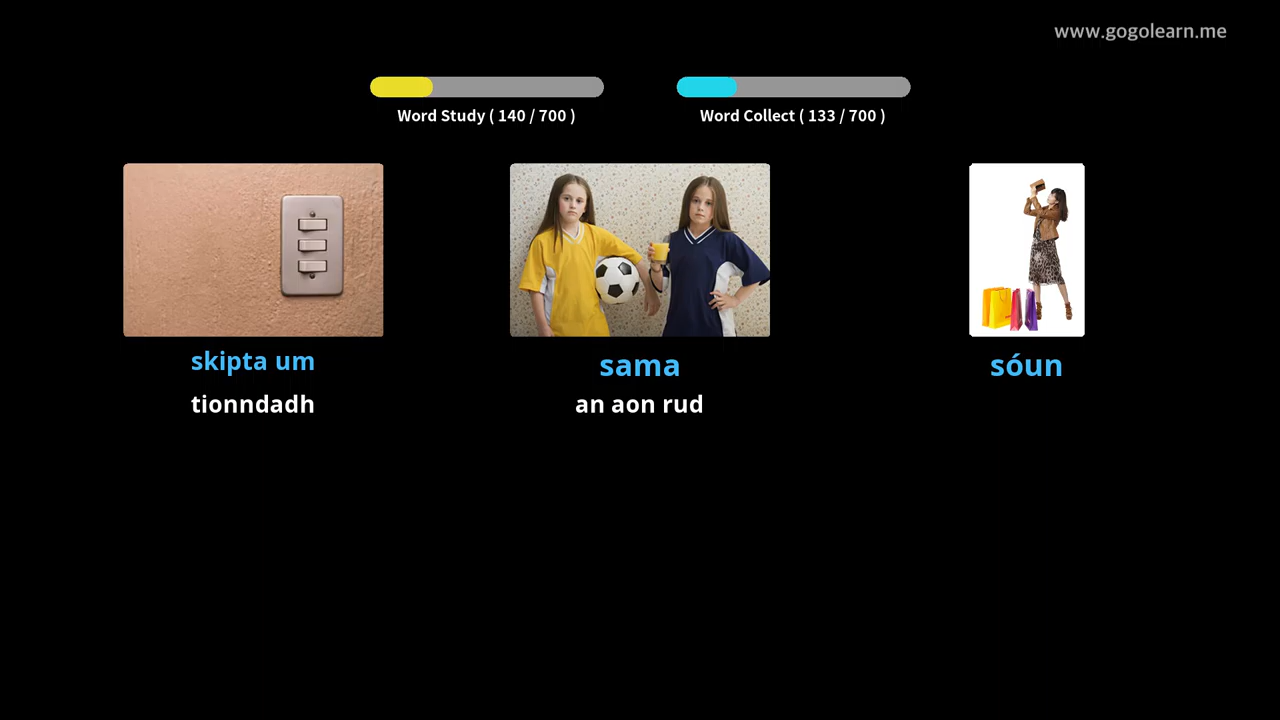 www.gogolearn.me
Word Study ( 140 / 700 )
Word Collect ( 133 / 700 )
skipta um
tionndadh
sama
an aon rud
sóun